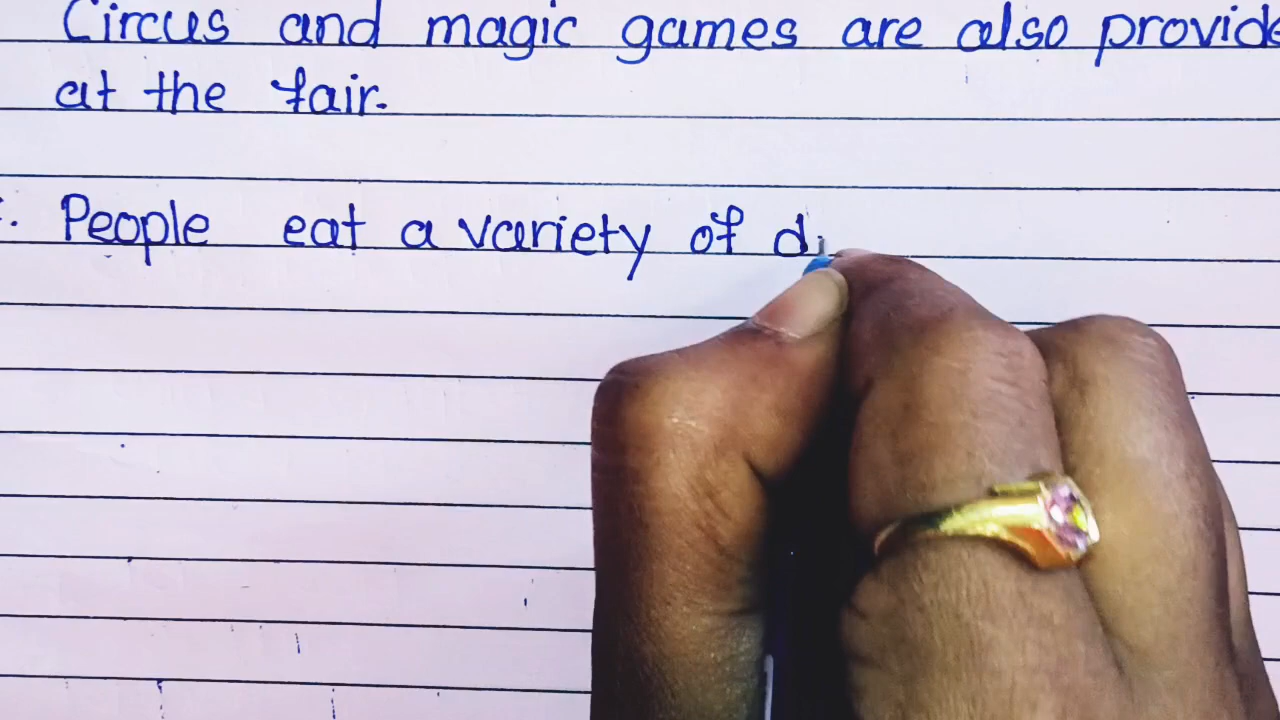 Circus and magic games are also provide
at the fair.
People eat a variety of d